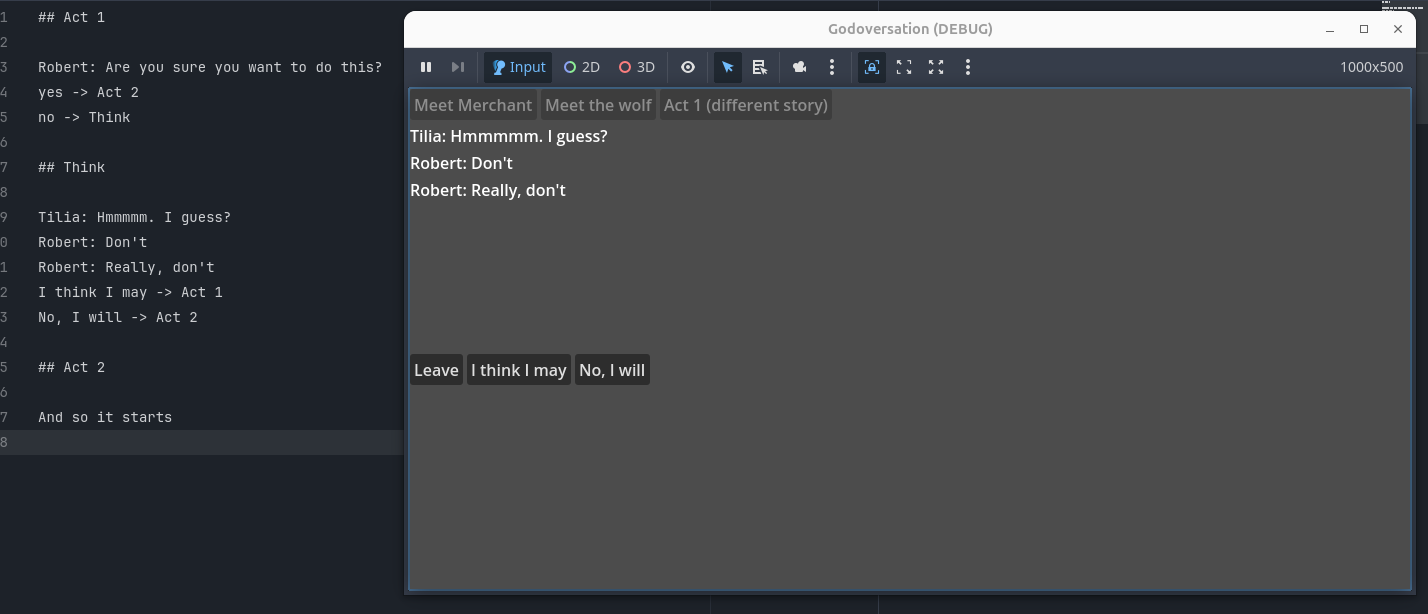 1 ## Act 1
2
3 Robert: Are you sure you want to do this?
4 yes -> Act 2
5 no -> Think
6
7 ## Think
8
9 Tilia: Hmmmmm. I guess?
0 Robert: Don't
1 Robert: Really, don't
2 I think I may -> Act 1
3 No, I will -> Act 2
4
5 ## Act 2
6
7 And so it starts
8
Godoversation (DEBUG)
Input 2D 3D 1000x500
Meet Merchant Meet the wolf Act 1 (different story)
Tilia: Hmmmmm. I guess?
Robert: Don't
Robert: Really, don't
Leave I think I may No, I will